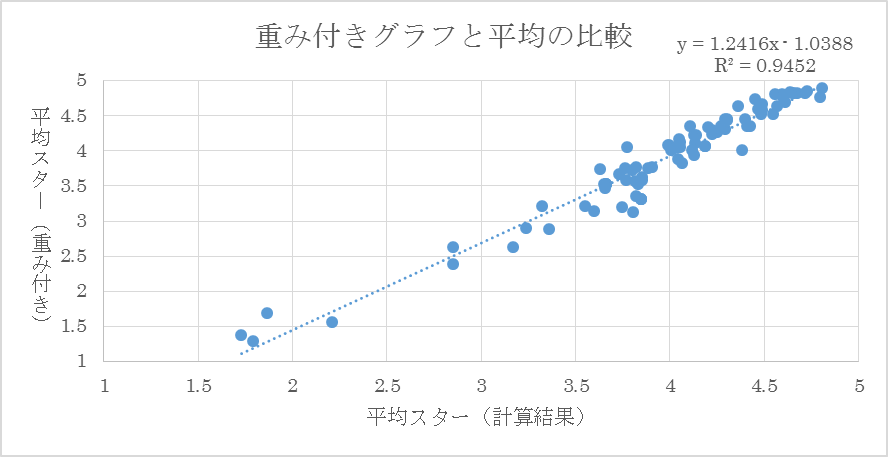 重み付きグラフと平均の比較
y = 1.2416x - 1.0388
R² = 0.9452
平均スター（重み付き）
5
4.5
4
3.5
3
2.5
2
1.5
1
1 1.5 2 2.5 3 3.5 4 4.5 5
平均スター（計算結果）